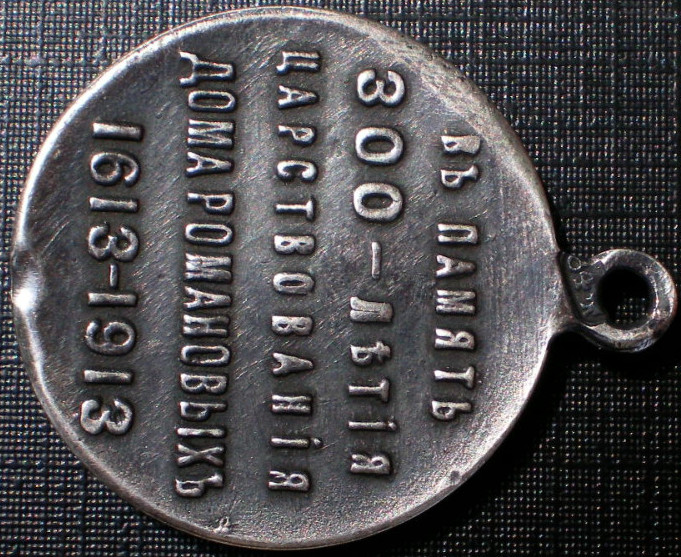 ВЪ ПАМЯТЬ
300-ЛѢТІЯ
ЦАРСТВОВАНІЯ
ДОМА РОМАНОВЫХЪ
1613-1913